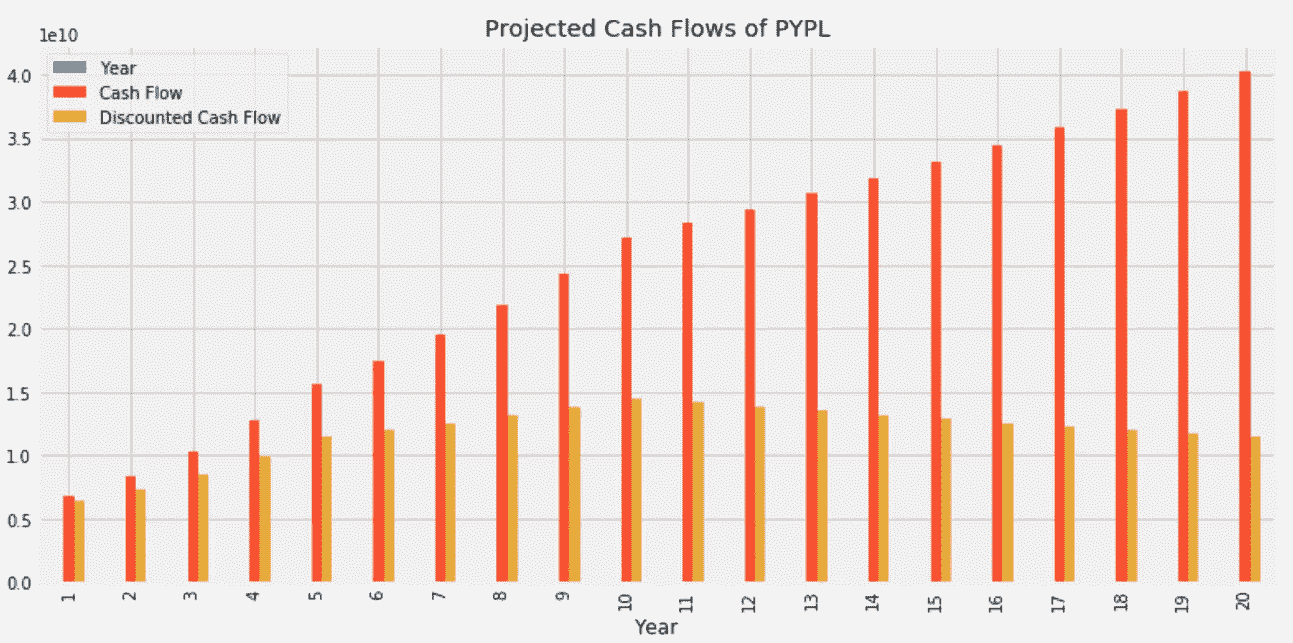 Projected Cash Flows of PYPL
1e10
Year
Cash Flow
Discounted Cash Flow
4.0
3.5
3.0
2.5
2.0
1.5
1.0
0.5
0.0
1 2 3 4 5 6 7 8 9 10 11 12 13 14 15 16 17 18 19 20
Year